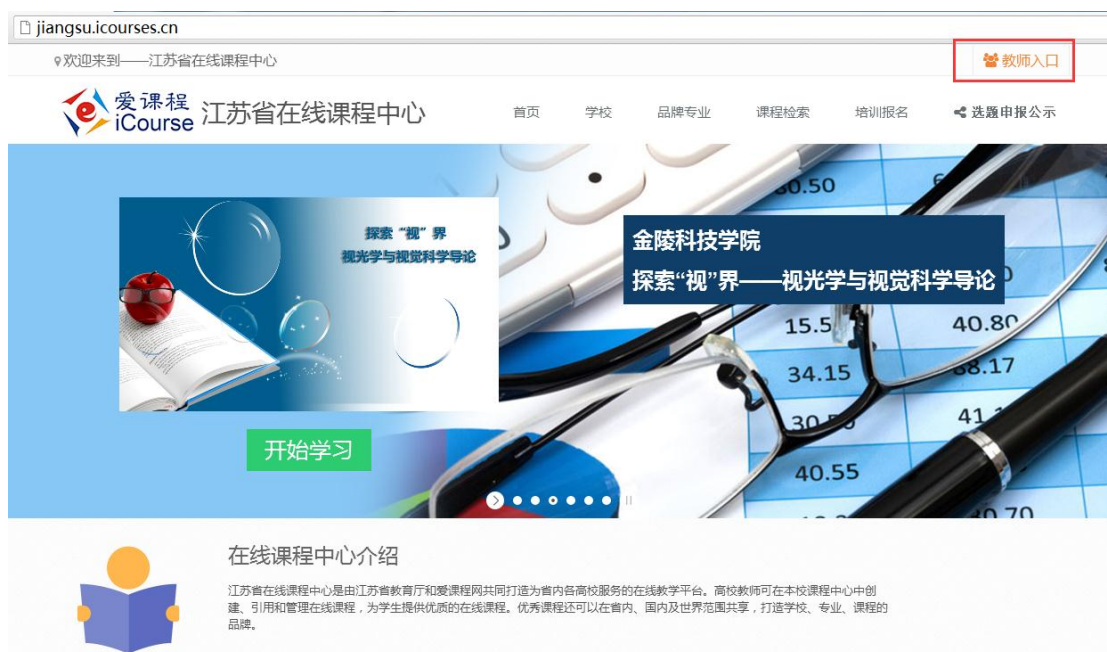 jiangsu.icourses.cn
欢迎来到——江苏省在线课程中心
教师入口
爱课程
iCourse
江苏省在线课程中心
首页 学校 品牌专业 课程检索 培训报名 选题申报公示
探索“视”界
视光学与视觉科学导论
金陵科技学院
探索“视”界——视光学与视觉科学导论
15.5
40.80
34.15
41
40.55
开始学习
在线课程中心介绍
江苏省在线课程中心是由江苏省教育厅和爱课程网共同打造为省内各高校服务的在线教学平台。高校教师可在本校课程中心中创
建、引用和管理在线课程，为学生提供优质的在线课程。优秀课程还可以在省内、国内及世界范围共享，打造学校、专业、课程的
品牌。